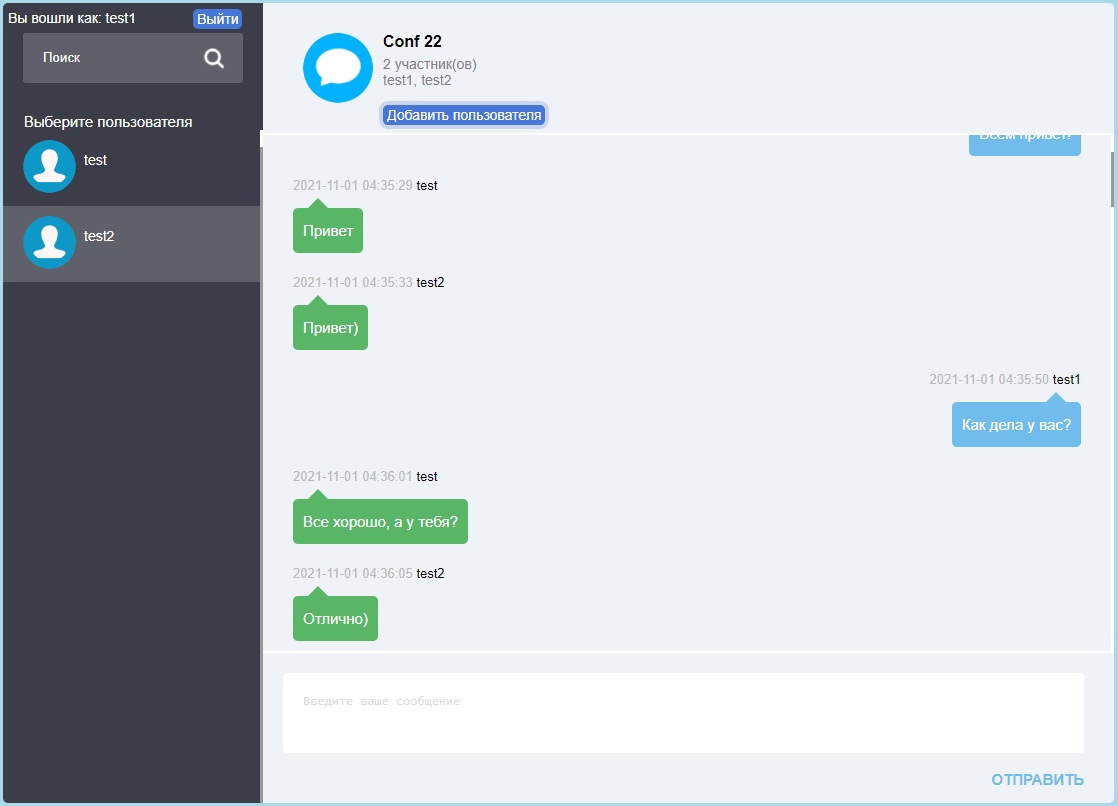 Вы вошли как: test1
Выйти
Поиск
Выберите пользователя
test
test2
Conf 22
2 участник(ов)
test1, test2
Добавить пользователя
Всем привет!
2021-11-01 04:35:29 test
Привет
2021-11-01 04:35:33 test2
Привет)
2021-11-01 04:35:50 test1
Как дела у вас?
2021-11-01 04:36:01 test
Все хорошо, а у тебя?
2021-11-01 04:36:05 test2
Отлично)
Введите ваше сообщение
ОТПРАВИТЬ